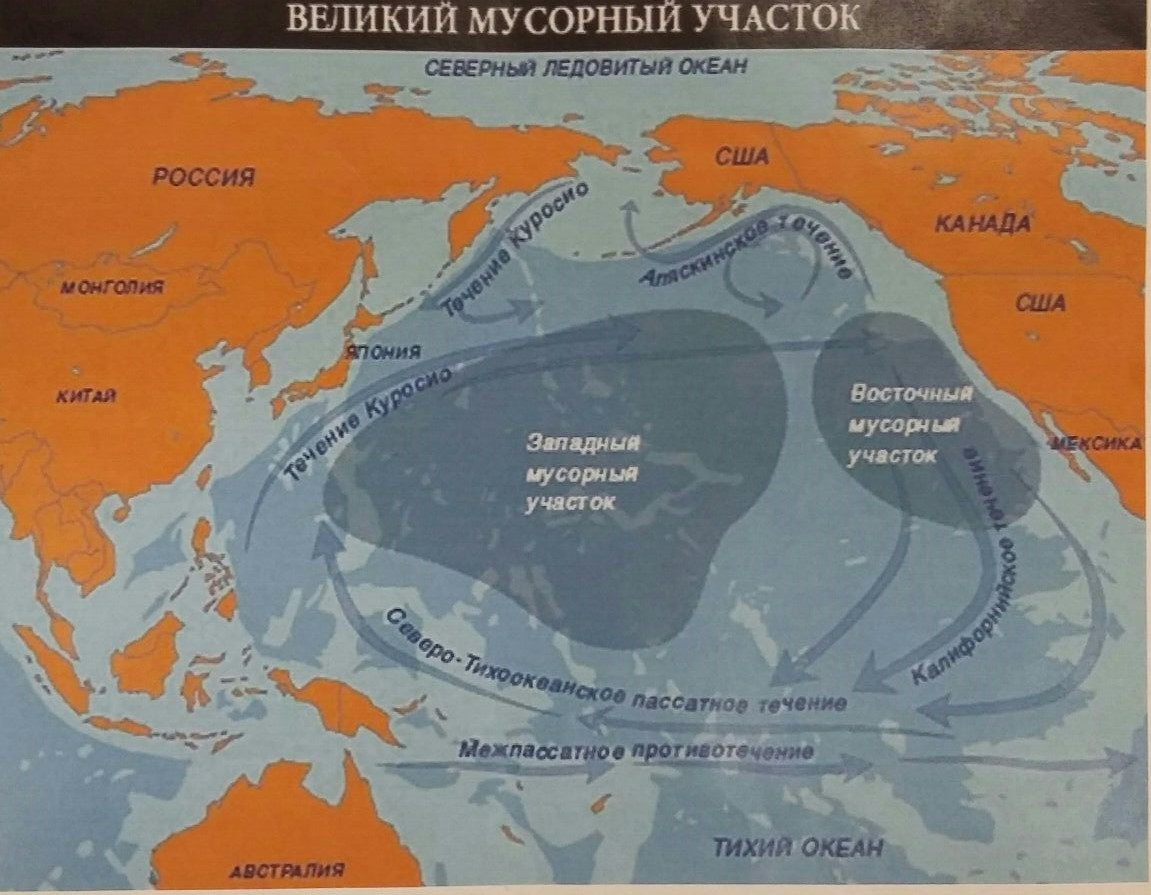 ВЕЛИКИЙ МУСОРНЫЙ УЧАСТОК
СЕВЕРНЫЙ ЛЕДОВИТЫЙ ОКЕАН
РОССИЯ
США
КАНАДА
МОНГОЛИЯ
США
Течение Куросио
Аляскинское течение
ЯПОНИЯ
КИТАЙ
Течение Куросио
Западный
мусорный
участок
Восточный
мусорный
участок
МЕКСИКА
Калифорнийское течение
Северо-Тихоокеанское пассатное течение
Межпассатное противотечение
ТИХИЙ ОКЕАН
АВСТРАЛИЯ